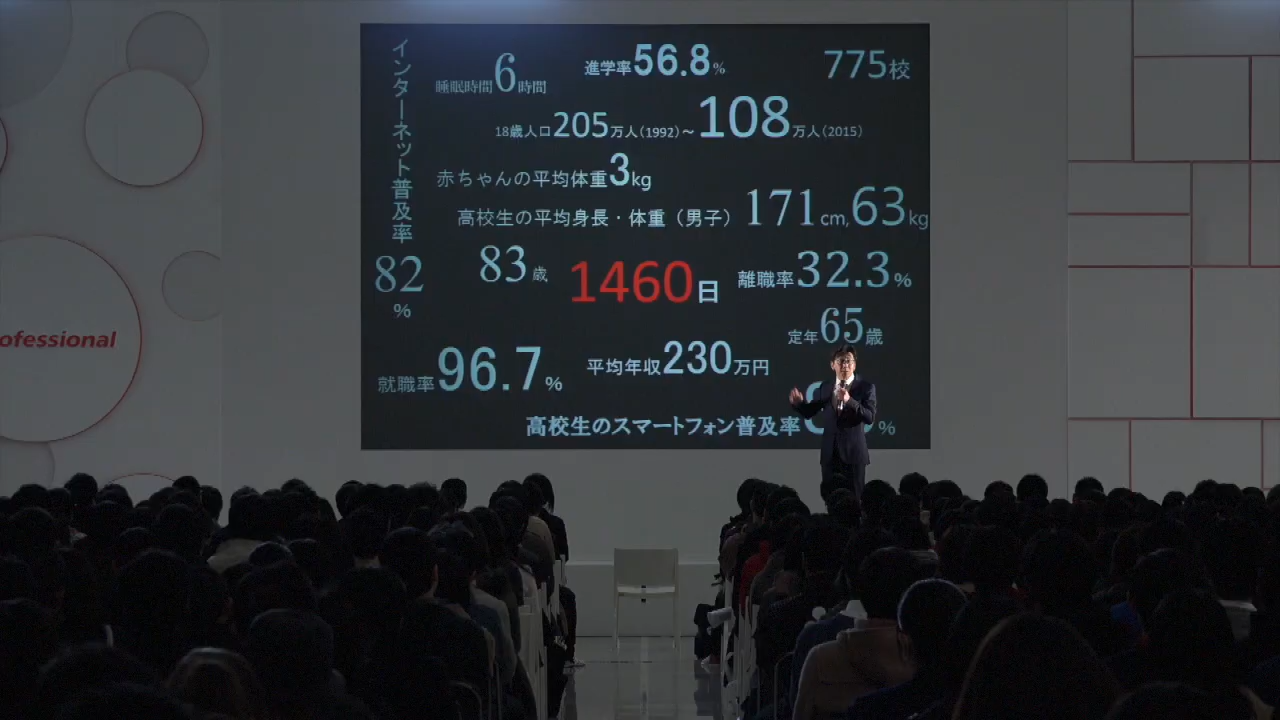 インターネット普及率
82
%
睡眠時間6時間
進学率56.8%
775校
18歳人口205万人(1992)～108万人(2015)
赤ちゃんの平均体重3kg
高校生の平均身長・体重（男子）171cm,63kg
83歳
1460日
離職率32.3%
定年65歳
就職率96.7%
平均年収230万円
高校生のスマートフォン普及率
%
ofessional